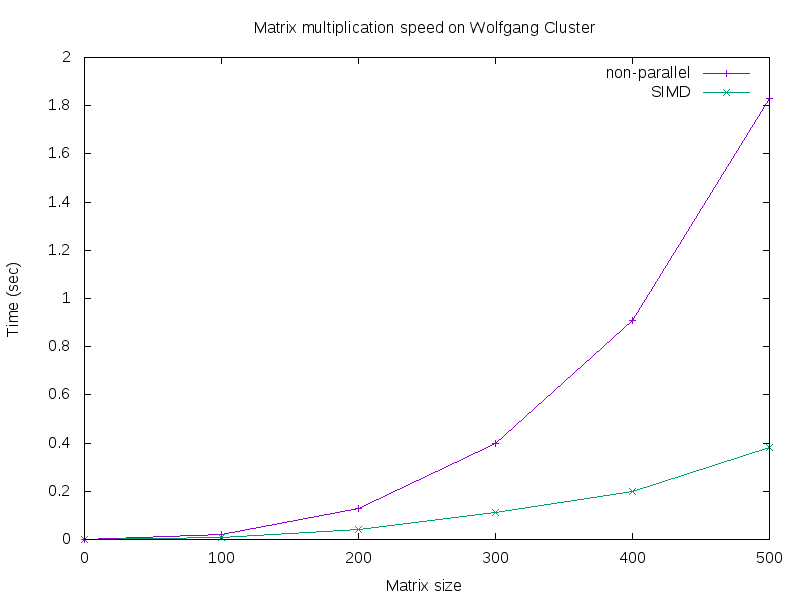 Matrix multiplication speed on Wolfgang Cluster
non-parallel
SIMD
2
1.8
1.6
1.4
1.2
1
0.8
0.6
0.4
0.2
0
Time (sec)
0 100 200 300 400 500
Matrix size